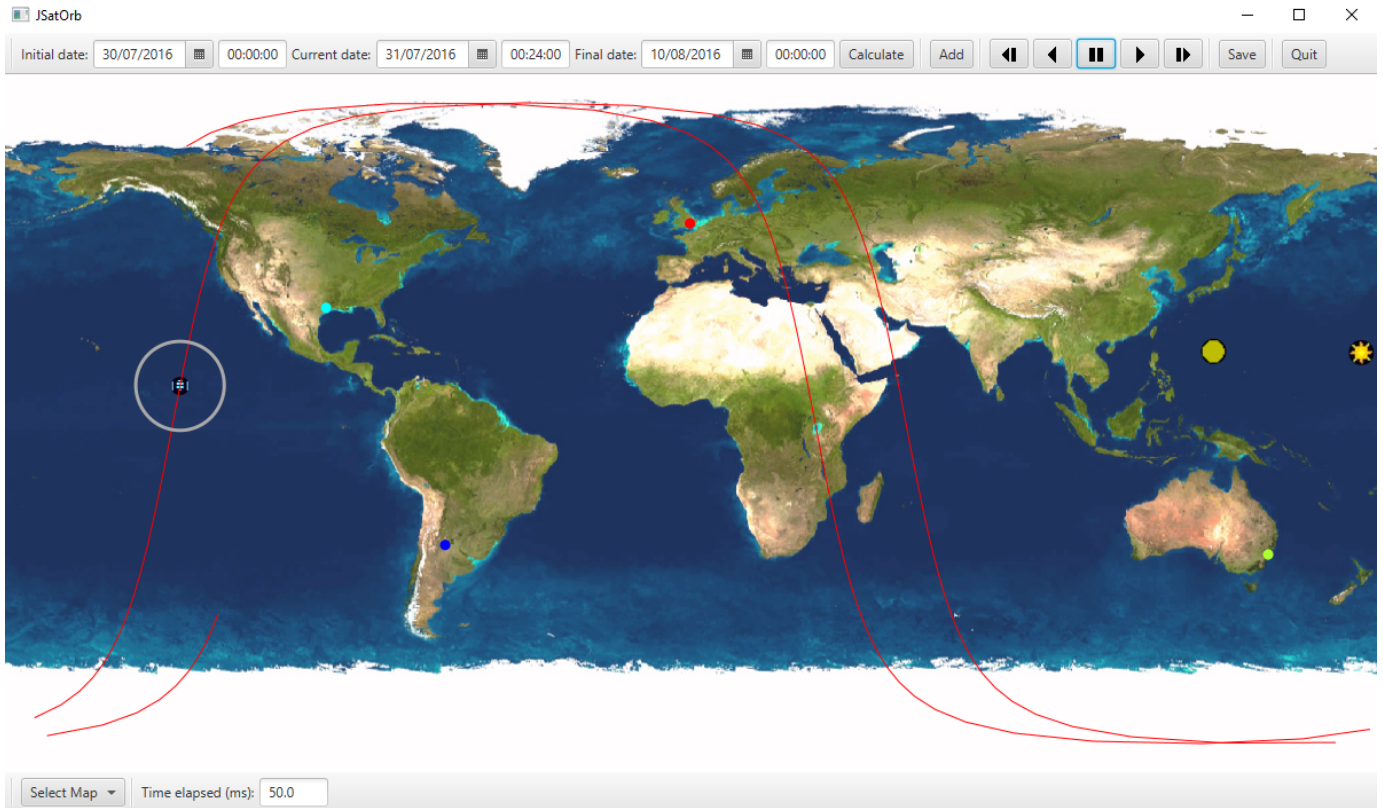 JSatOrb
Initial date: 30/07/2016 00:00:00 Current date: 31/07/2016 00:24:00 Final date: 10/08/2016 00:00:00 Calculate Add Save Quit
Select Map Time elapsed (ms): 50.0